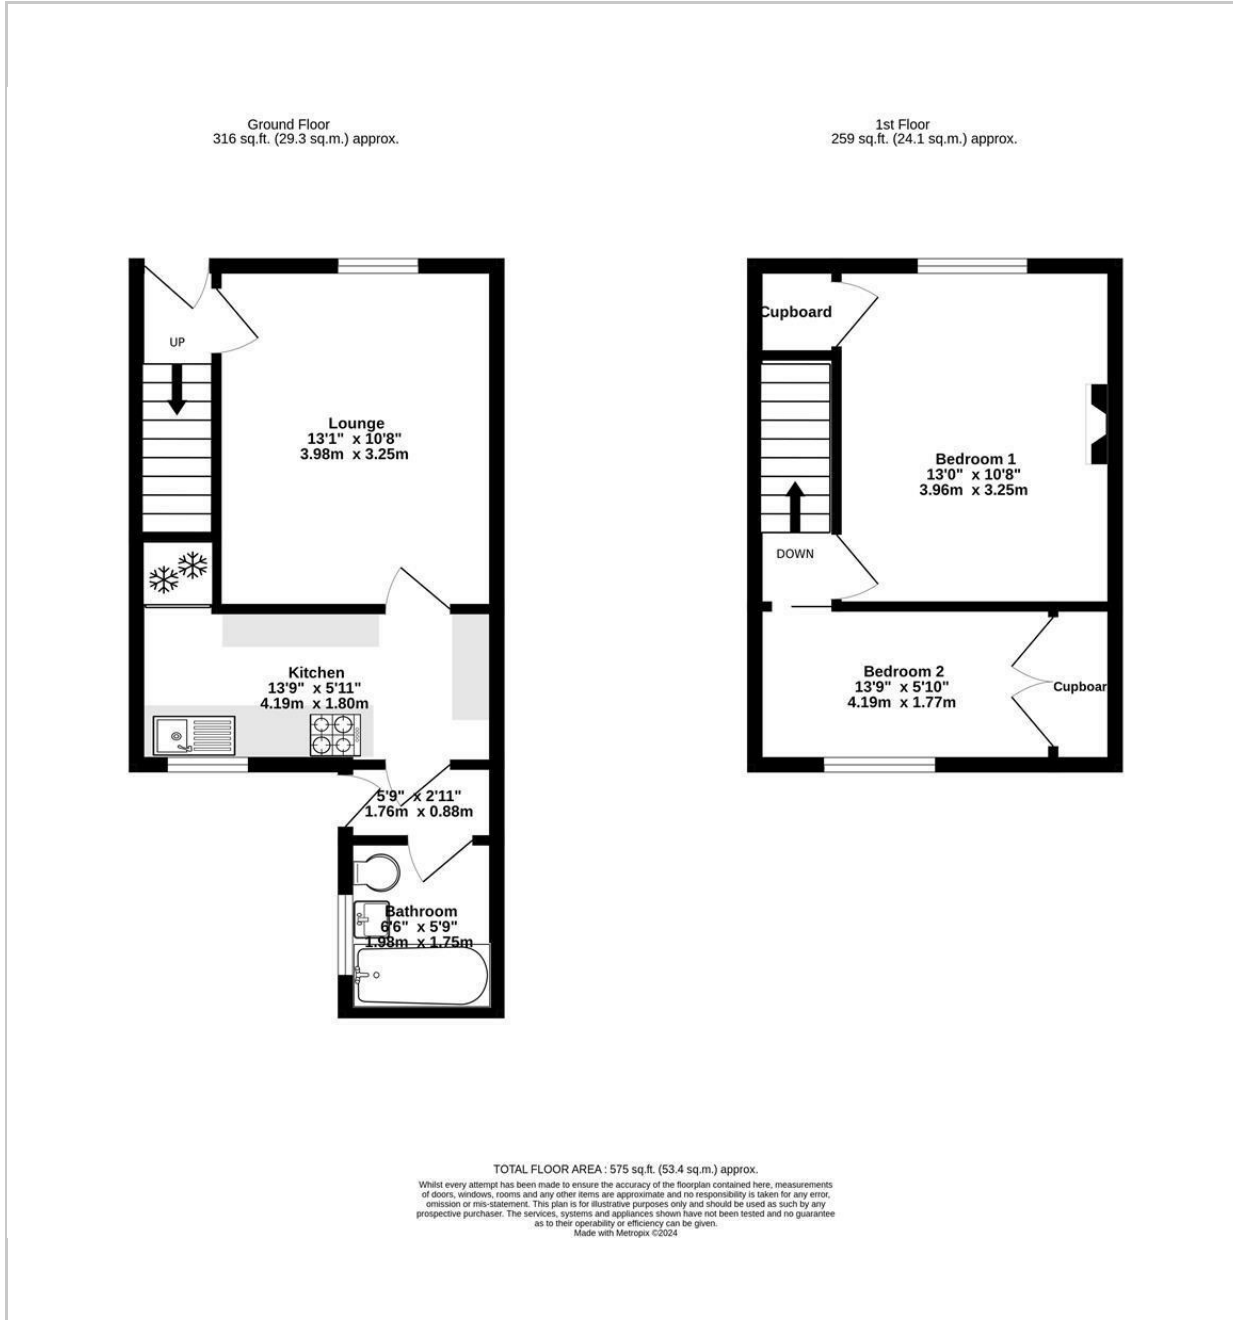 Ground Floor
316 sq.ft. (29.3 sq.m.) approx.
1st Floor
259 sq.ft. (24.1 sq.m.) approx.
UP
Lounge
13'1" x 10'8"
3.98m x 3.25m
Kitchen
13'9" x 5'11"
4.19m x 1.80m
5'9" x 2'11"
1.76m x 0.88m
Bathroom
6'6" x 5'9"
1.98m x 1.75m
Cupboard
Bedroom 1
13'0" x 10'8"
3.96m x 3.25m
DOWN
Bedroom 2
13'9" x 5'10"
4.19m x 1.77m
Cupboar
TOTAL FLOOR AREA : 575 sq.ft. (53.4 sq.m.) approx.
Whilst every attempt has been made to ensure the accuracy of the floorplan contained here, measurements
of doors, windows, rooms and any other items are approximate and no responsibility is taken for any error,
omission or mis-statement. This plan is for illustrative purposes only and should be used as such by any
prospective purchaser. The services, systems and appliances shown have not been tested and no guarantee
as to their operability or efficiency can be given.
Made with Metropix ©2024